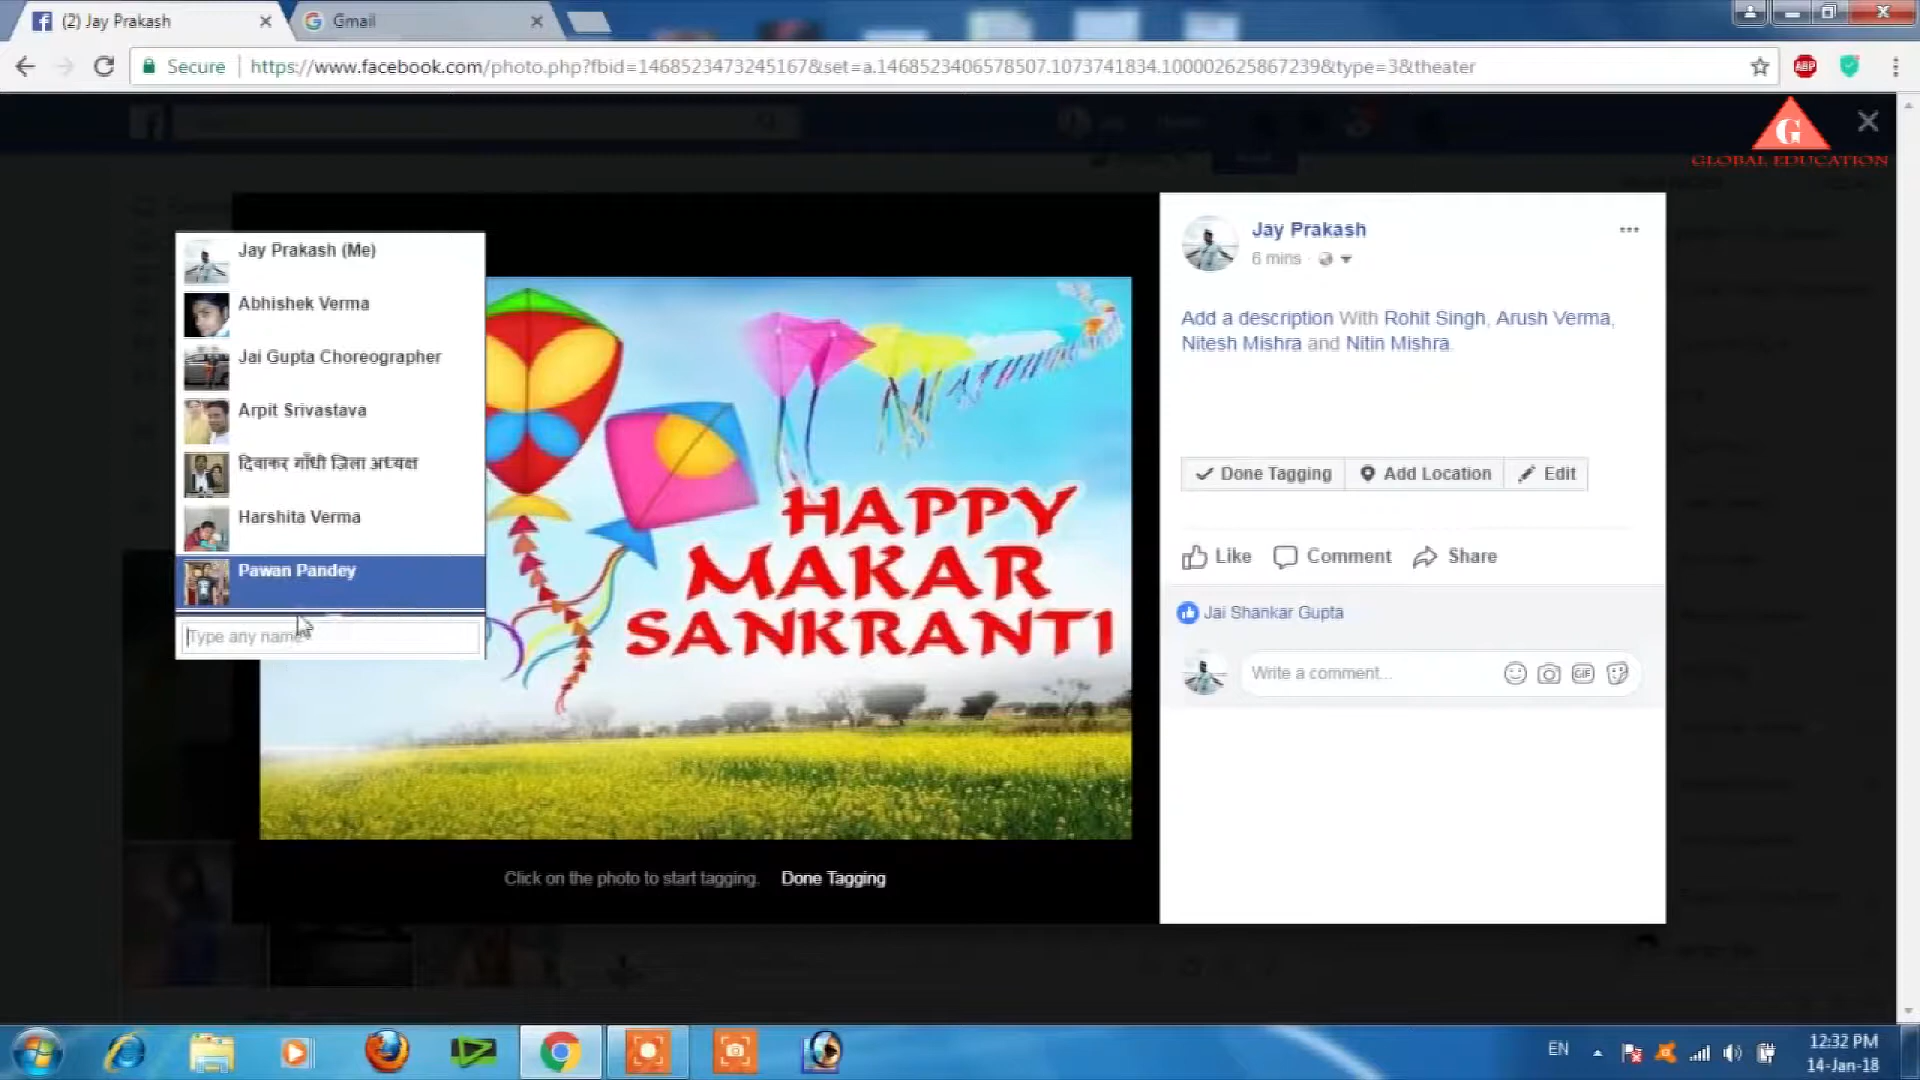 (2) Jay Prakash
Gmail
Secure
https://www.facebook.com/photo.php?fbid=1468523473245167&set=a.1468523406578507.1073741834.100002625867239&type=3&theater
ABP
G
GLOBAL EDUCATION
Jay Prakash (Me)
Abhishek Verma
Jai Gupta Choreographer
Arpit Srivastava
दिवाकर गाँधी जिला अध्यक्ष
Harshita Verma
Pawan Pandey
Type any name
HAPPY
MAKAR
SANKRANTI
Click on the photo to start tagging.
Done Tagging
Jay Prakash
6 mins
Add a description With Rohit Singh, Arush Verma,
Nitesh Mishra and Nitin Mishra.
Done Tagging
Add Location
Edit
Like
Comment
Share
Jai Shankar Gupta
Write a comment...
GIF
EN
12:32 PM
14-Jan-18